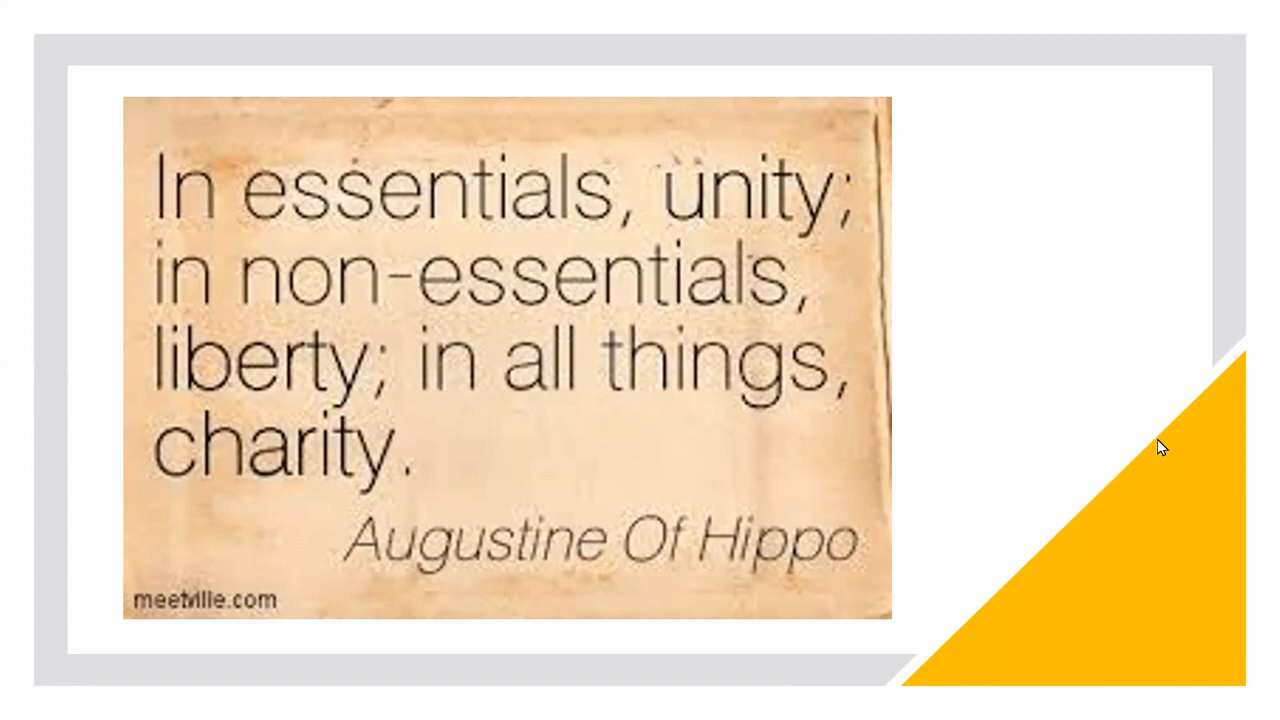 In essentials, unity;
in non-essentials,
liberty; in all things,
charity.
Augustine Of Hippo
meetville.com